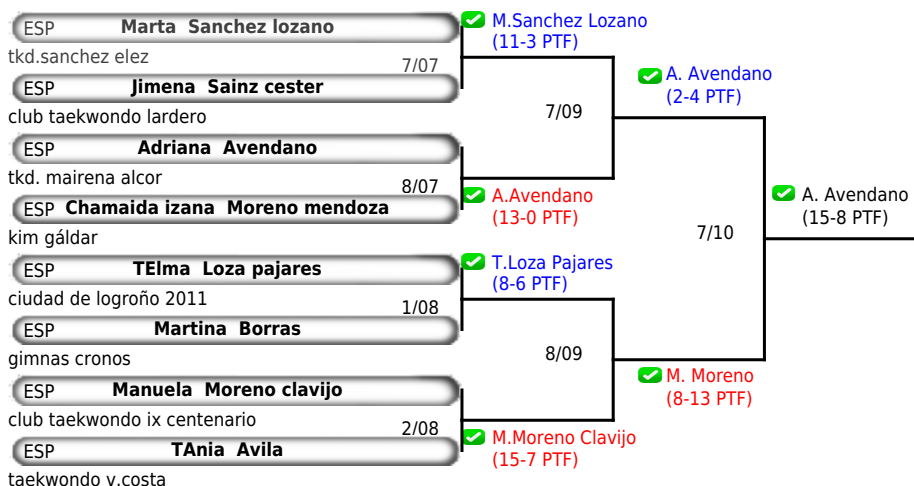 ESP Marta Sanchez lozano
tkd.sanchez elez
7/07
ESP Jimena Sainz cester
club taekwondo lardero
ESP Adriana Avendano
tkd. mairena alcor
8/07
ESP Chamaida izana Moreno mendoza
kim gáldar
ESP TElma Loza pajares
ciudad de logroño 2011
1/08
ESP Martina Borras
gimnas cronos
ESP Manuela Moreno clavijo
club taekwondo ix centenario
2/08
ESP TAnia Avila
taekwondo v.costa
M.Sanchez Lozano
(11-3 PTF)
7/09
A.Avendano
(13-0 PTF)
T.Loza Pajares
(8-6 PTF)
8/09
M.Moreno Clavijo
(15-7 PTF)
A. Avendano
(2-4 PTF)
7/10
M. Moreno
(8-13 PTF)
A. Avendano
(15-8 PTF)